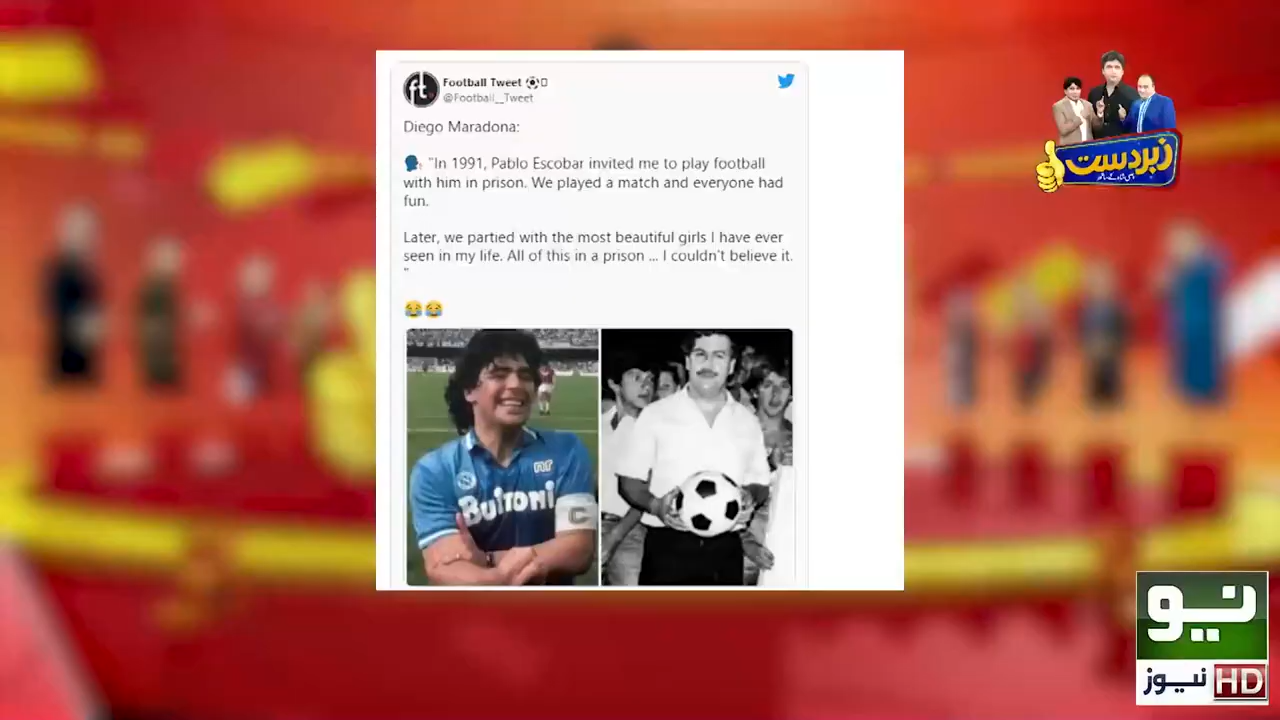 ft.
Football Tweet ⚽
@Football__Tweet
Diego Maradona:
🗣 "In 1991, Pablo Escobar invited me to play football
with him in prison. We played a match and everyone had
fun.
Later, we partied with the most beautiful girls I have ever
seen in my life. All of this in a prison ... I couldn't believe it.
"
😂😂
NR
Buitoni
C
زبردست
نیو
نیوز HD